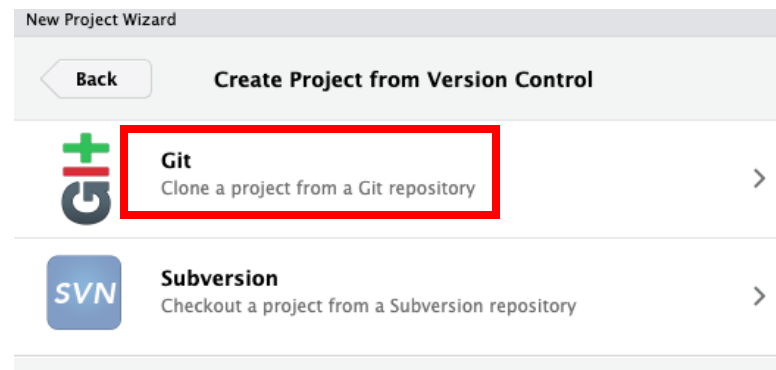 New Project Wizard
Back
Create Project from Version Control
git
Git
Clone a project from a Git repository
SVN
Subversion
Checkout a project from a Subversion repository